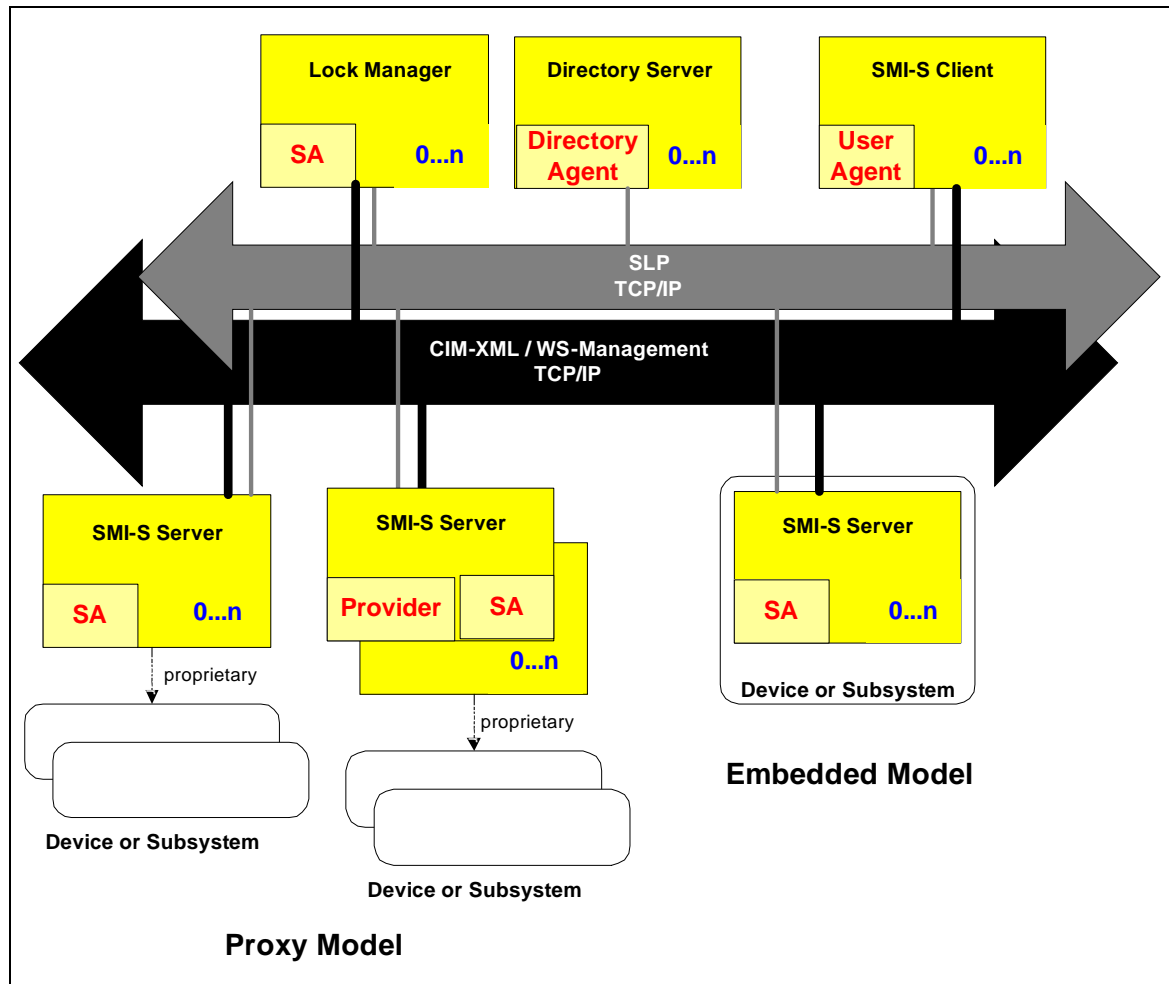 Lock Manager
SA
0...n
Directory Server
Directory
Agent
0...n
SMI-S Client
User
Agent
0...n
SLP
TCP/IP
CIM-XML / WS-Management
TCP/IP
SMI-S Server
SA
0...n
proprietary
Device or Subsystem
SMI-S Server
Provider
SA
0...n
proprietary
Device or Subsystem
Proxy Model
SMI-S Server
SA
0...n
Device or Subsystem
Embedded Model